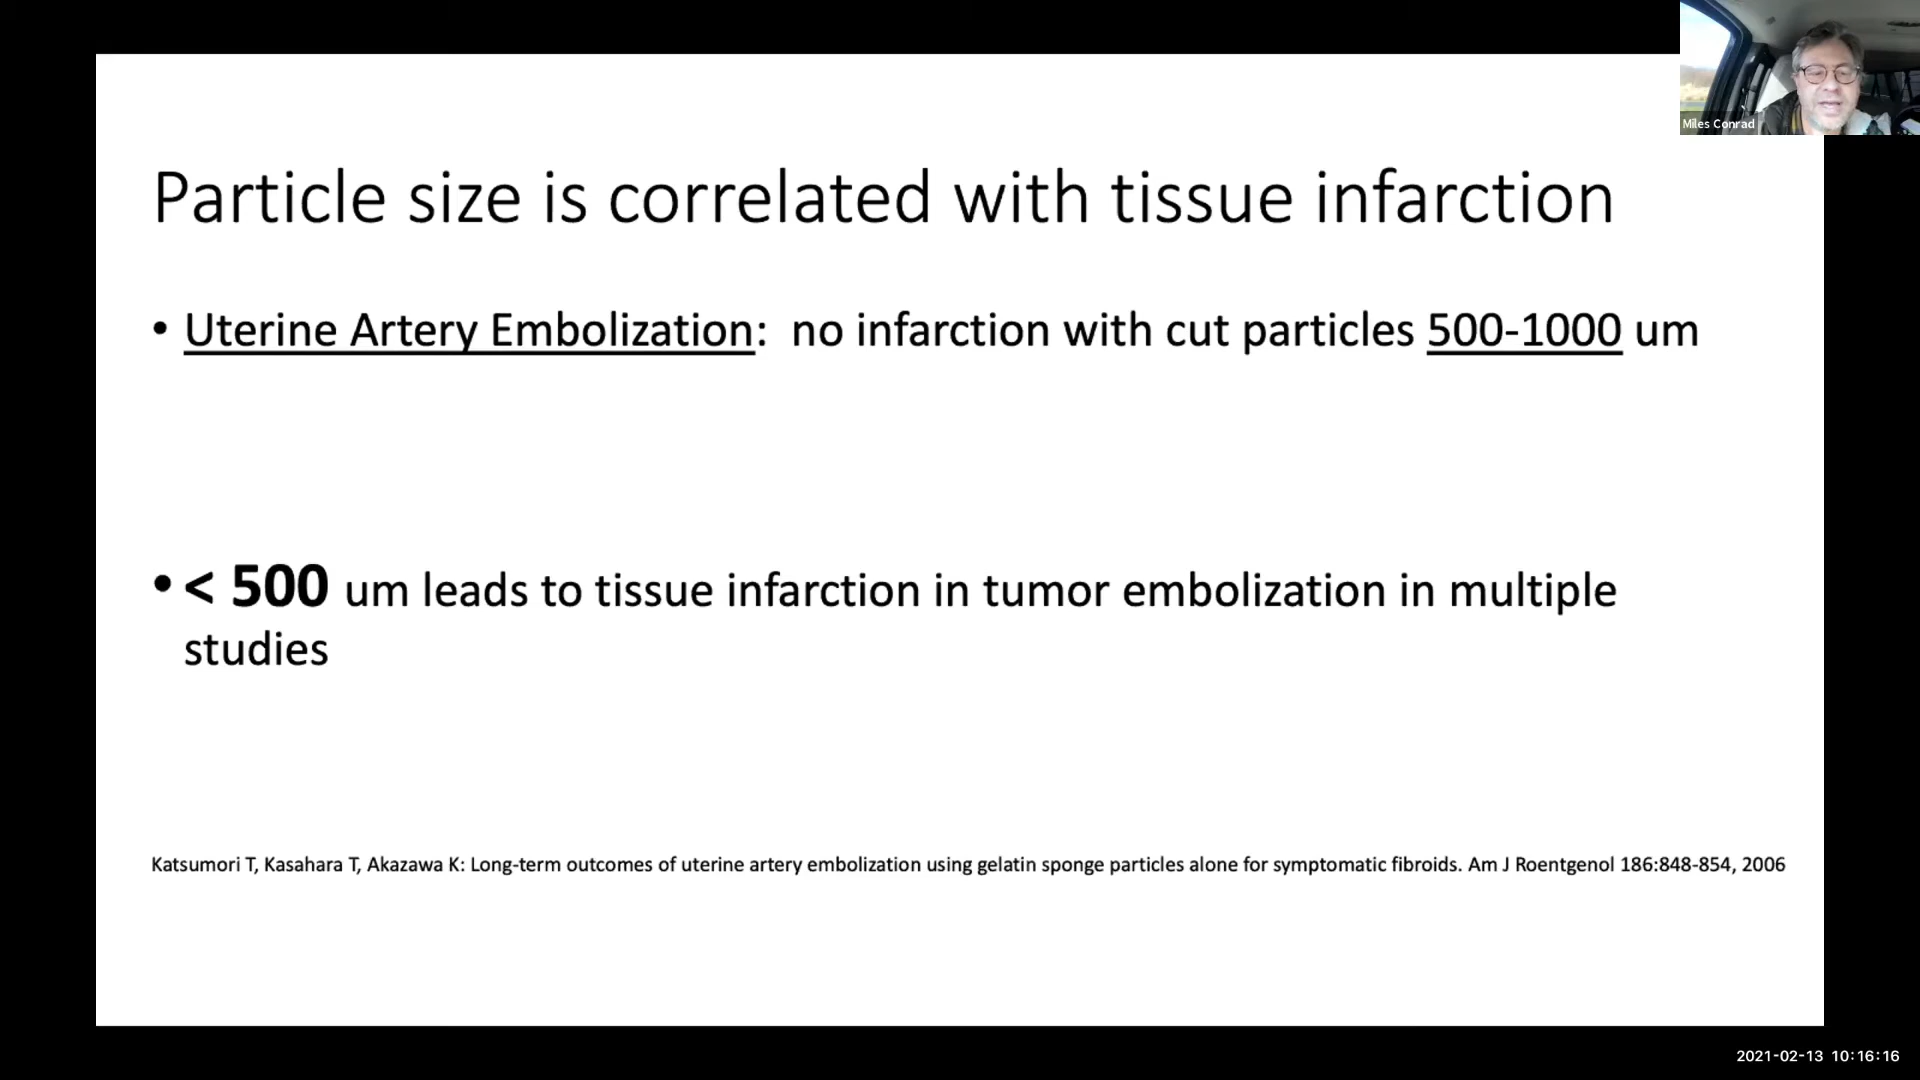 Miles Conrad
Particle size is correlated with tissue infarction
• Uterine Artery Embolization:  no infarction with cut particles 500-1000 um
• < 500 um leads to tissue infarction in tumor embolization in multiple
studies
Katsumori T, Kasahara T, Akazawa K: Long-term outcomes of uterine artery embolization using gelatin sponge particles alone for symptomatic fibroids. Am J Roentgenol 186:848-854, 2006
2021-02-13 10:16:16